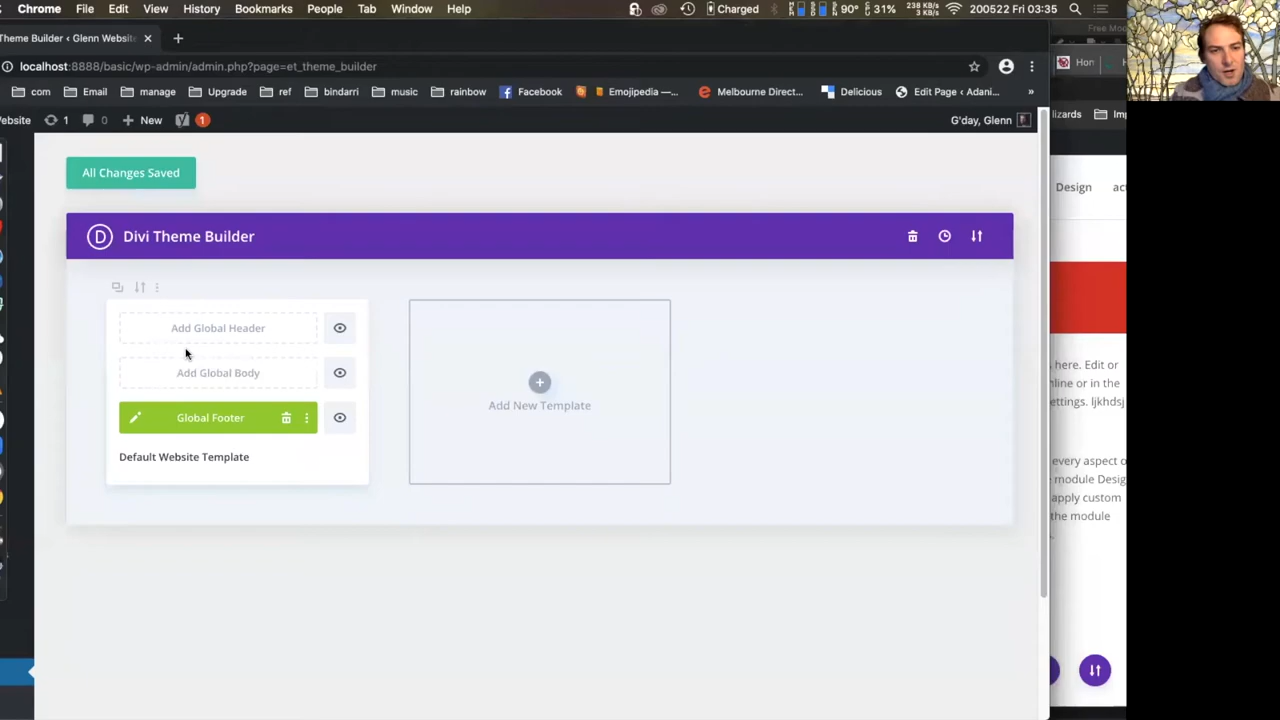 Chrome File Edit View History Bookmarks People Tab Window Help Charged 90° 31% 238 KB/s 200522 Fri 03:35
Theme Builder ‹ Glenn Website
localhost:8888/basic/wp-admin/admin.php?page=et_theme_builder
com Email manage Upgrade ref bindarri music rainbow Facebook Emojipedia —... Melbourne Direct... Delicious Edit Page ‹ Adani... »
1 0 New 1 G'day, Glenn
lizards
All Changes Saved
Design
Divi Theme Builder
Add Global Header
Add Global Body
Global Footer
Default Website Template
Add New Template
here. Edit or
nline or in the
ettings. ljkhdsj
every aspect o
e module Desig
apply custom
the module